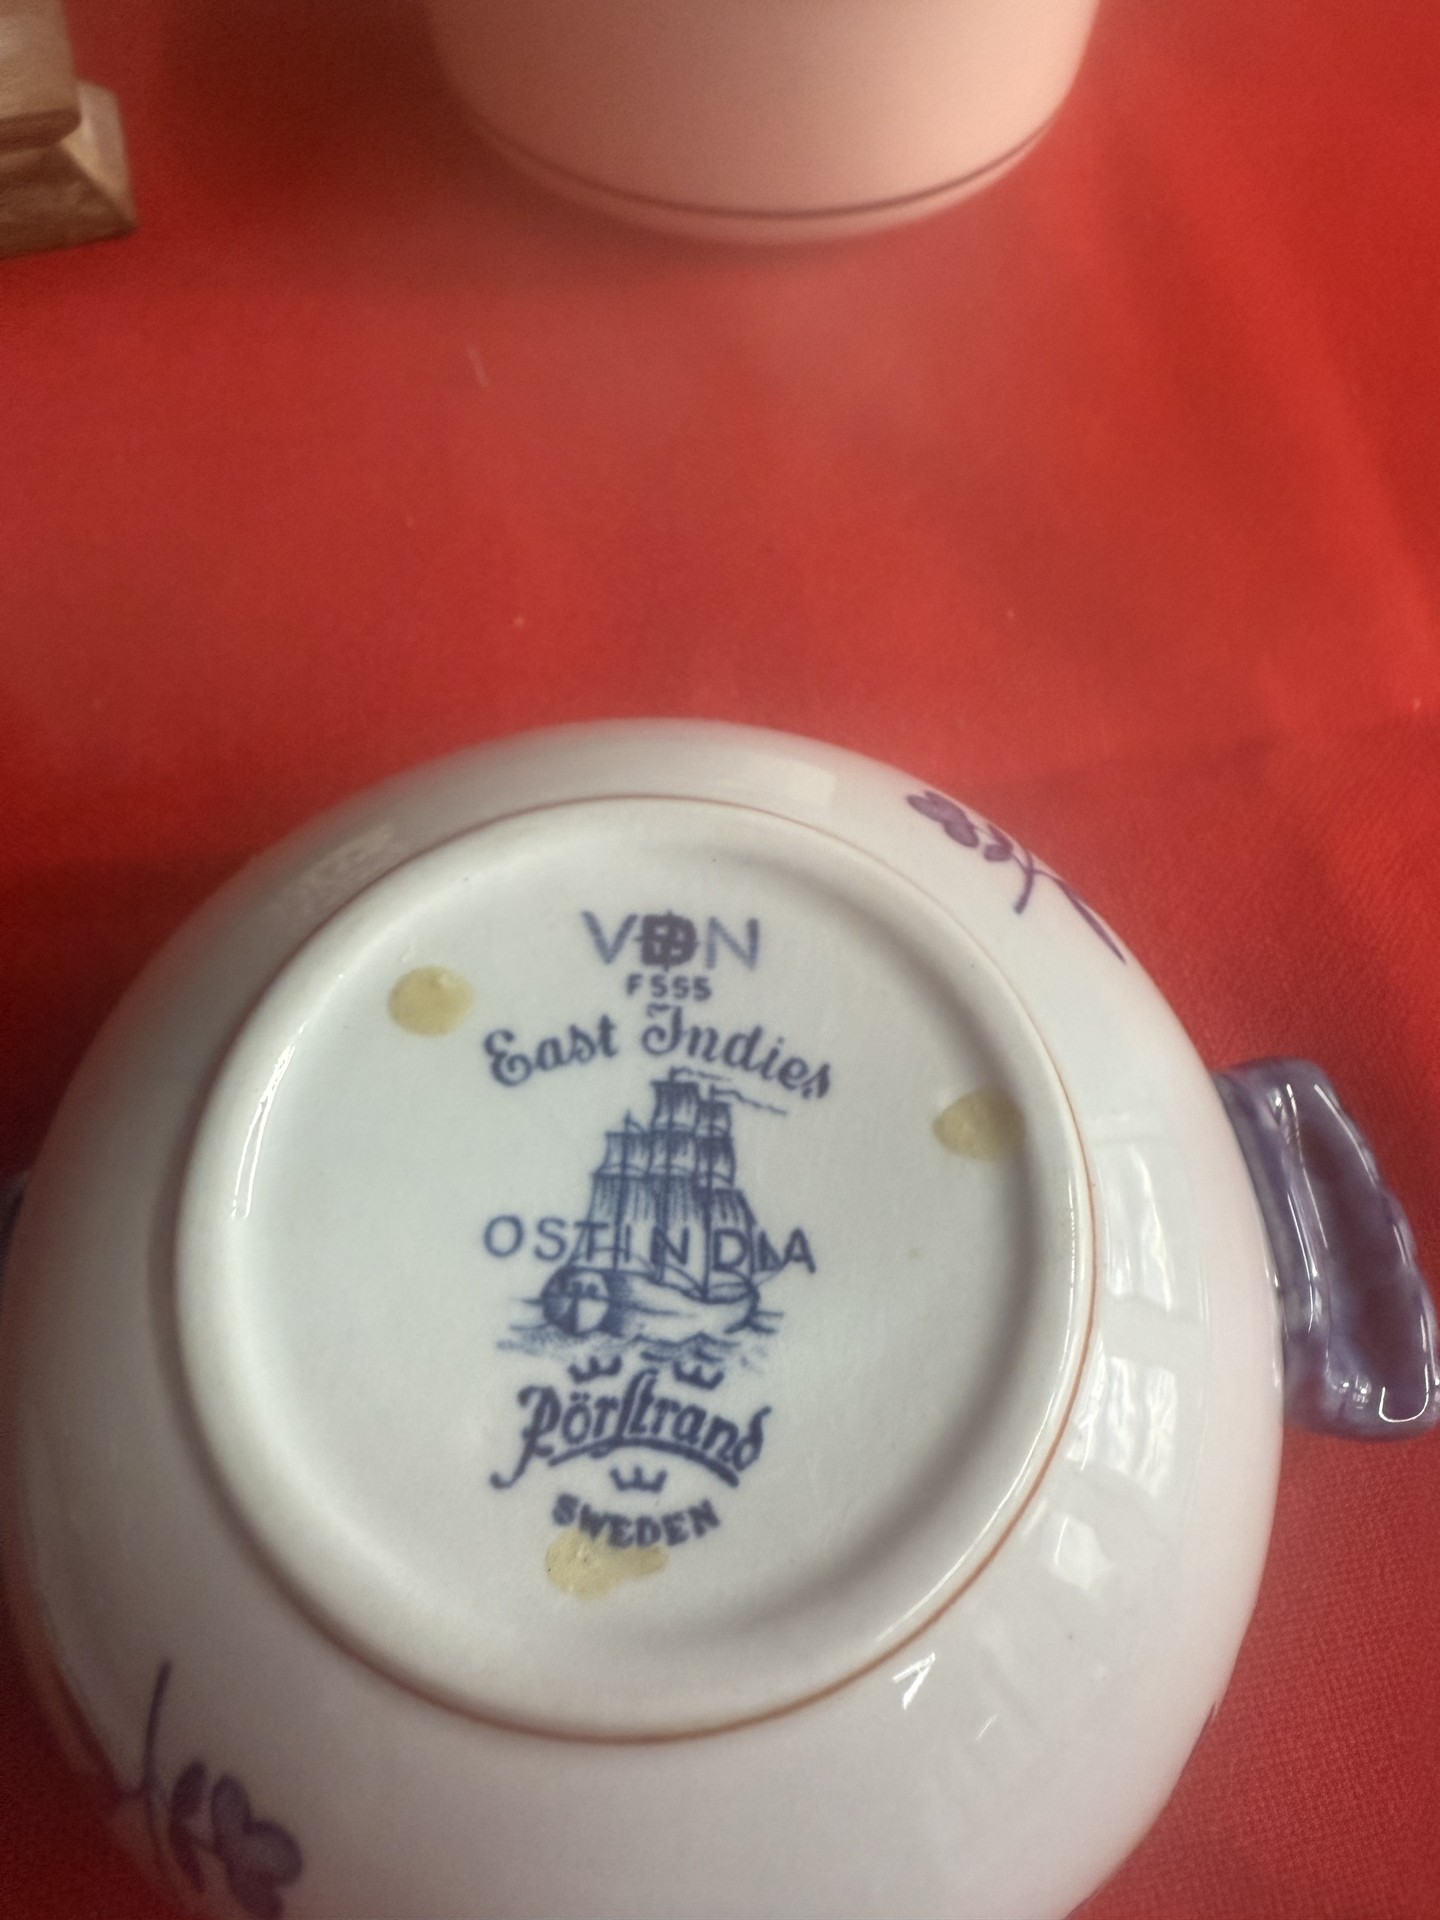 VDN
F555
East Indies
OSTINDIA
Rörstrand
SWEDEN